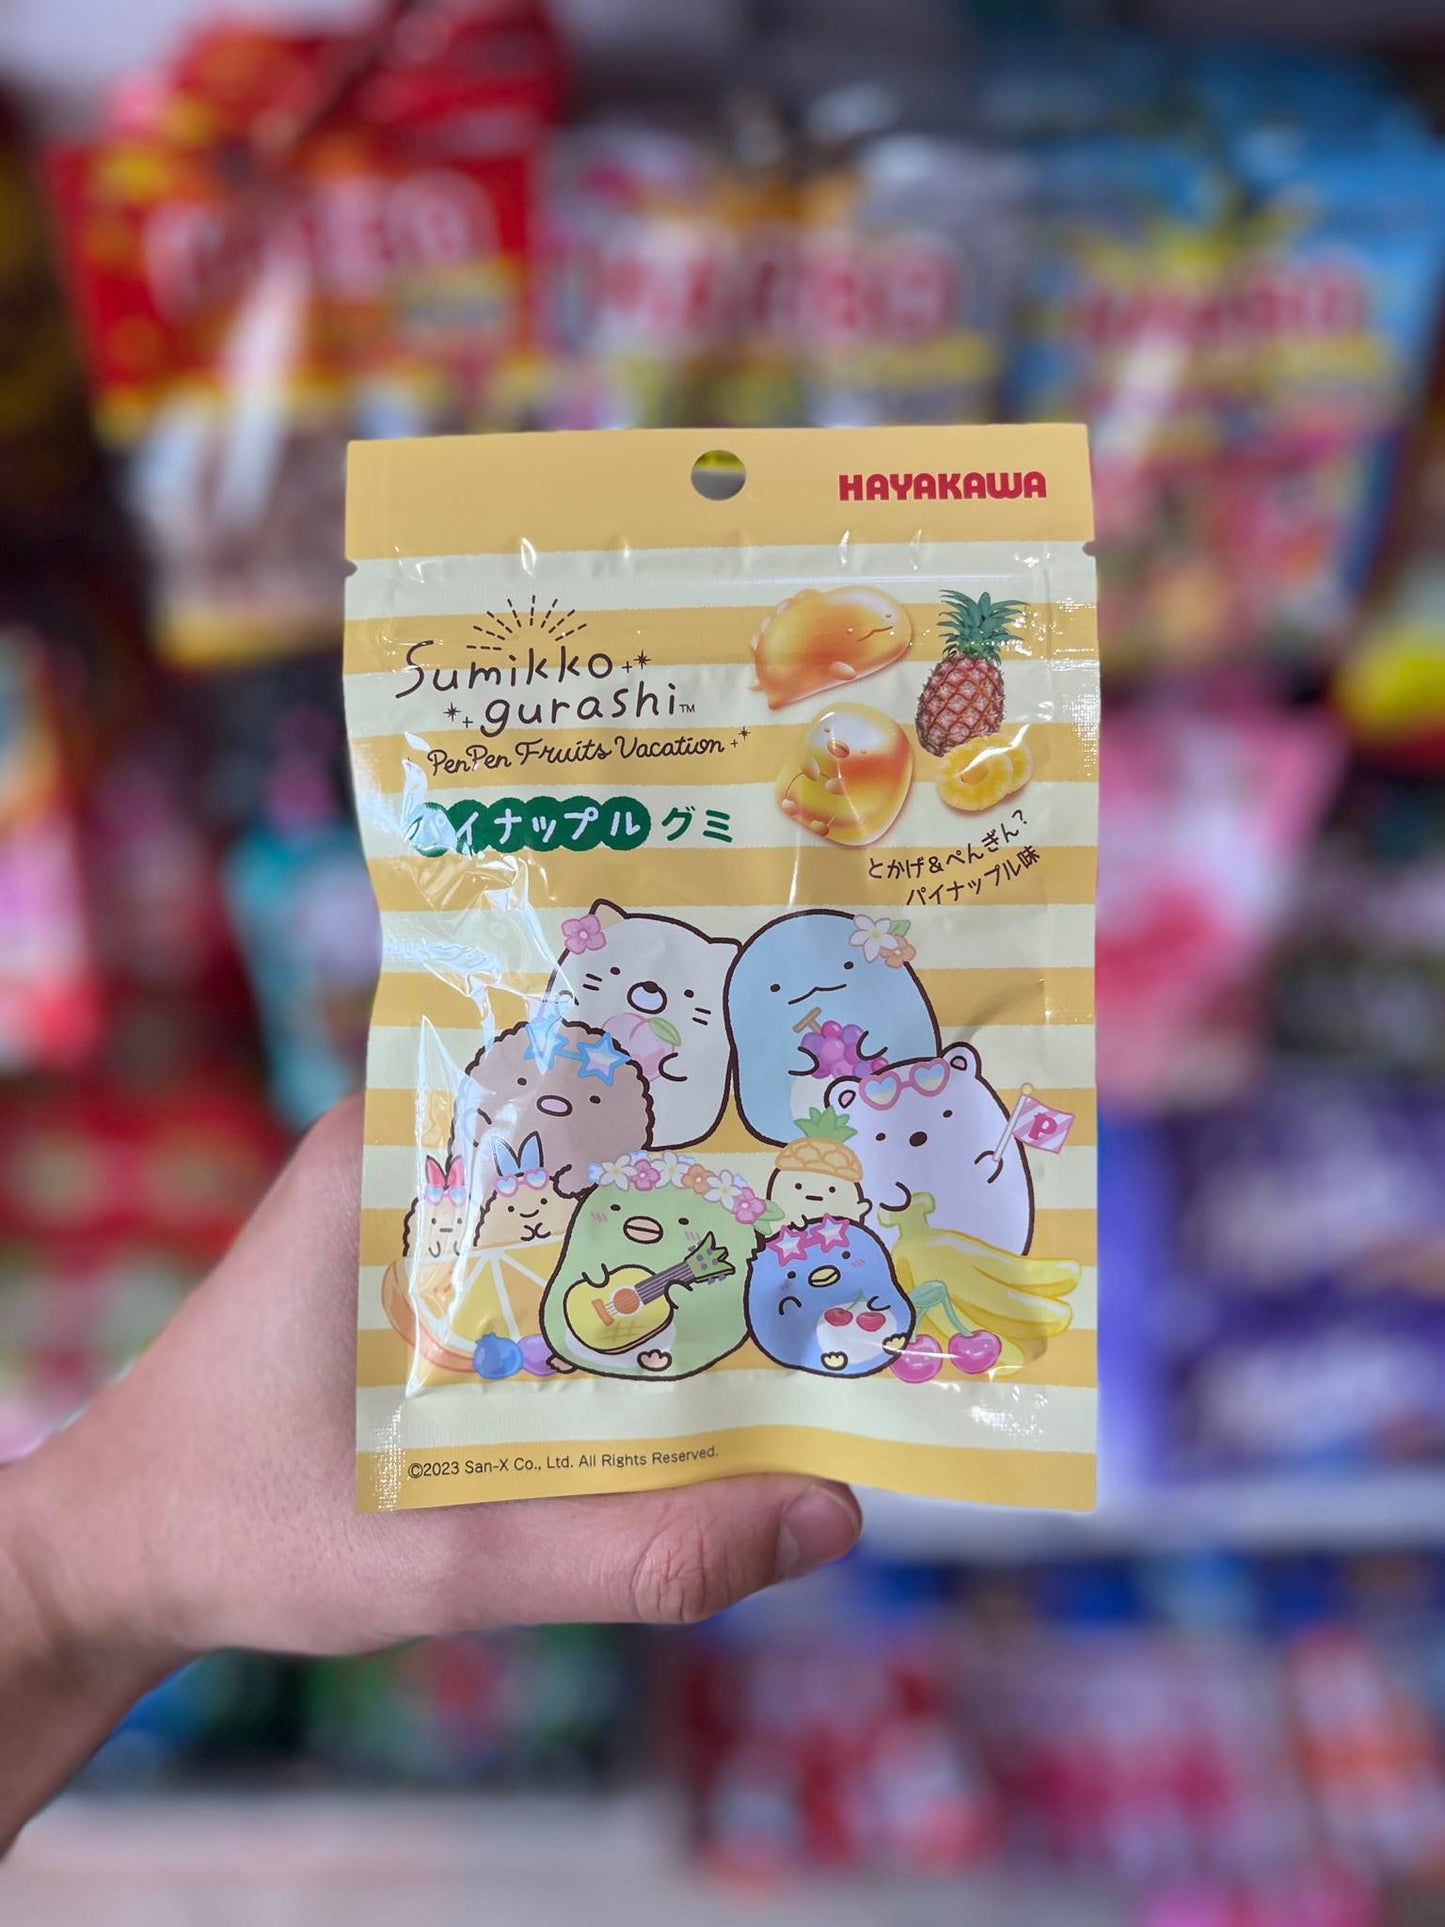 HAYAKAWA
Sumikko
gurashi™
PenPen Fruits Vacation
パイナップルグミ
とかげ&ぺんぎん?
パイナップル味
P
©2023 San-X Co., Ltd. All Rights Reserved.